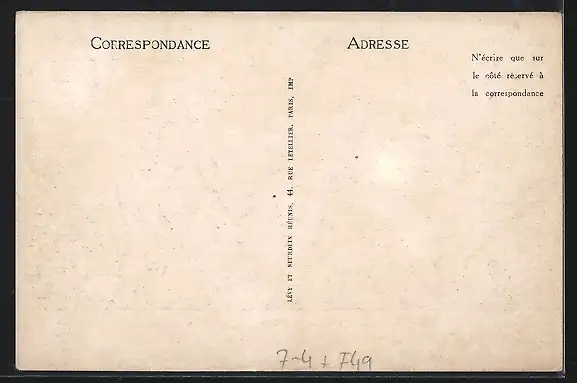 CORRESPONDANCE
ADRESSE
N'écrire que sur
le côté réservé à
la correspondance
LÉVY ET NEURDEIN RÉUNIS, 44, RUE LETELLIER, PARIS, IMP
7-4 + F49